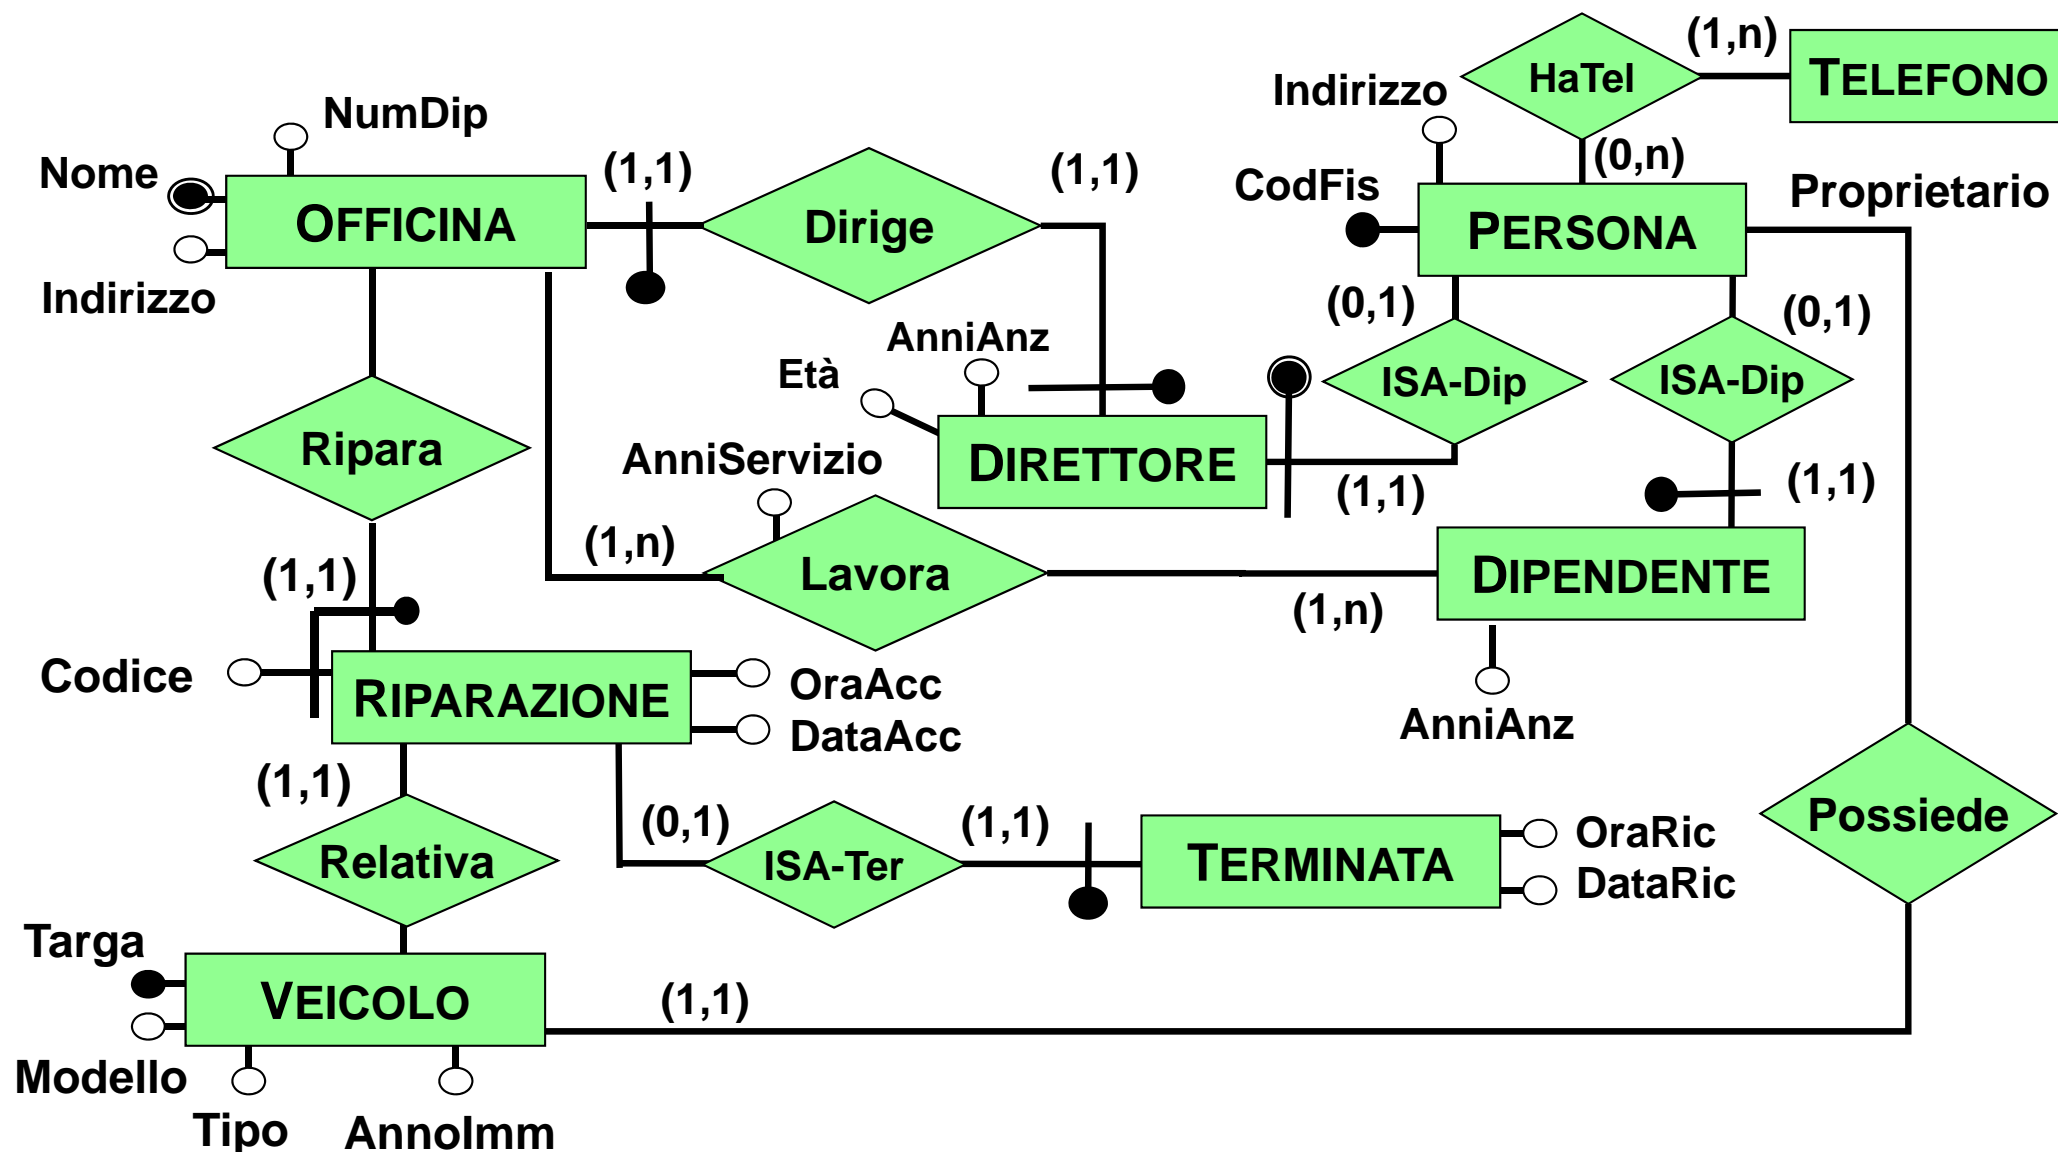 (1,n)
HaTel
TELEFONO
Indirizzo
NumDip
(0,n)
Nome
(1,1)
(1,1)
CodFis
Proprietario
OFFICINA
Dirige
PERSONA
Indirizzo
(0,1)
(0,1)
AnniAnz
Età
ISA-Dip
ISA-Dip
Ripara
AnniServizio
DIRETTORE
(1,1)
(1,1)
(1,n)
Lavora
DIPENDENTE
(1,1)
(1,n)
Codice
RIPARAZIONE
OraAcc
DataAcc
AnniAnz
(1,1)
(0,1)
(1,1)
Possiede
Relativa
ISA-Ter
TERMINATA
OraRic
DataRic
Targa
VEICOLO
(1,1)
Modello
Tipo
AnnoImm